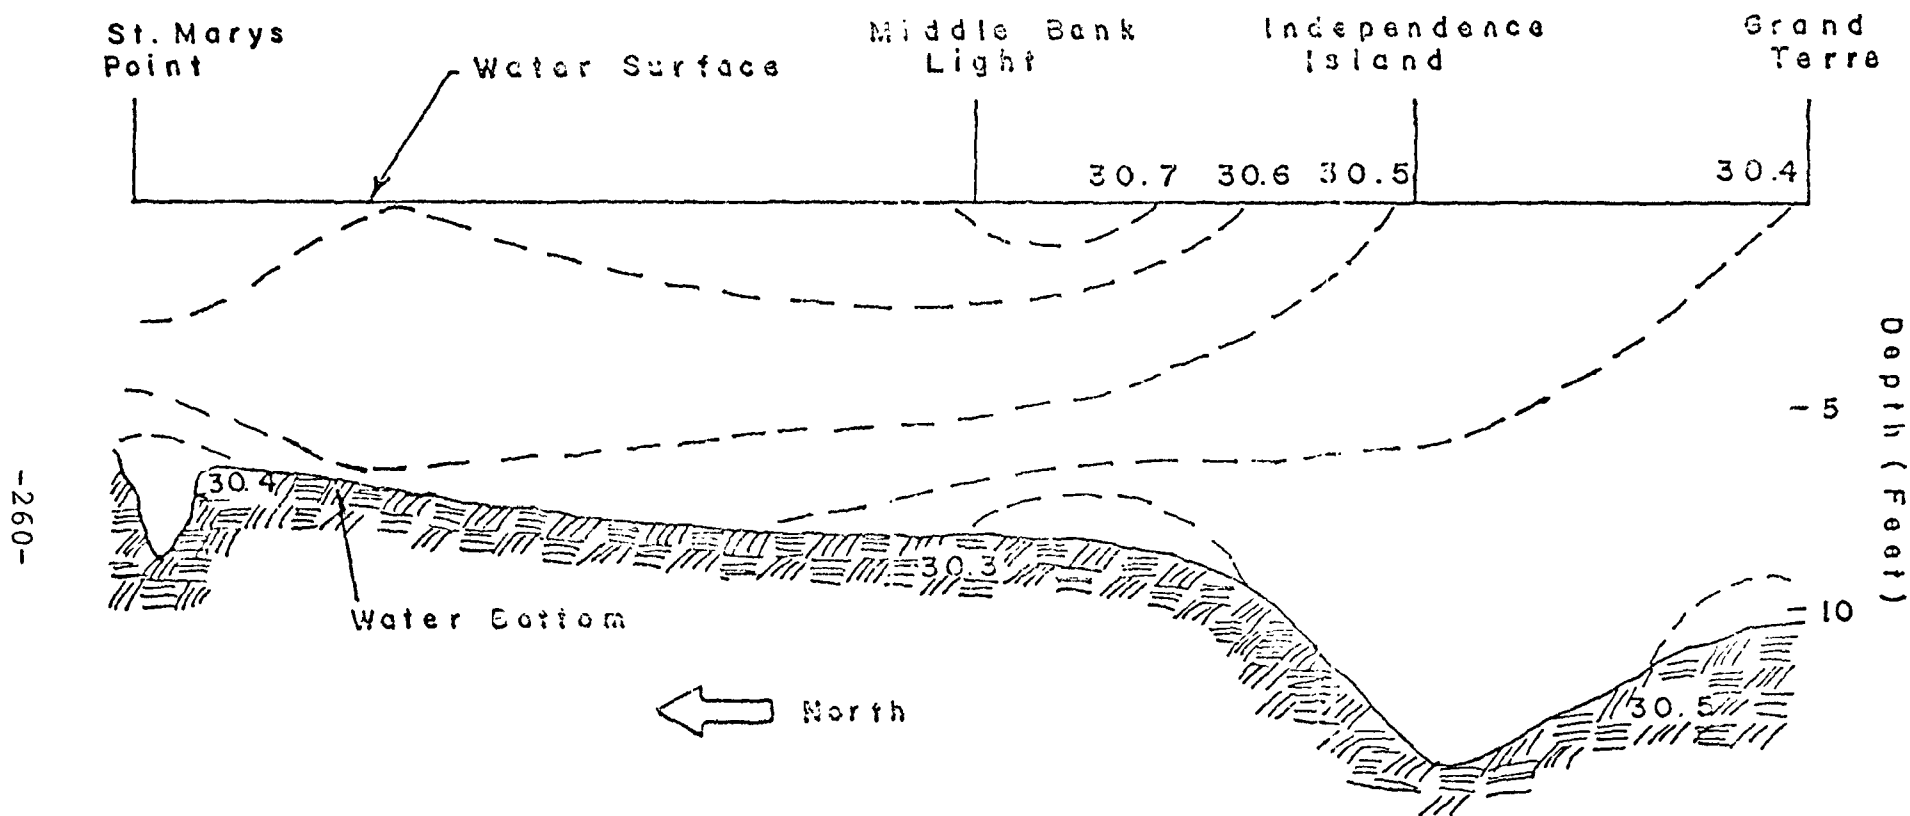 St. Marys
Point
Water Surface
Middle Bank
Light
Independence
Island
Grand
Terre
30.7
30.6
30.5
30.4
5
Depth (Feet)
30.4
-260-
30.3
10
Water Bottom
30.5
North